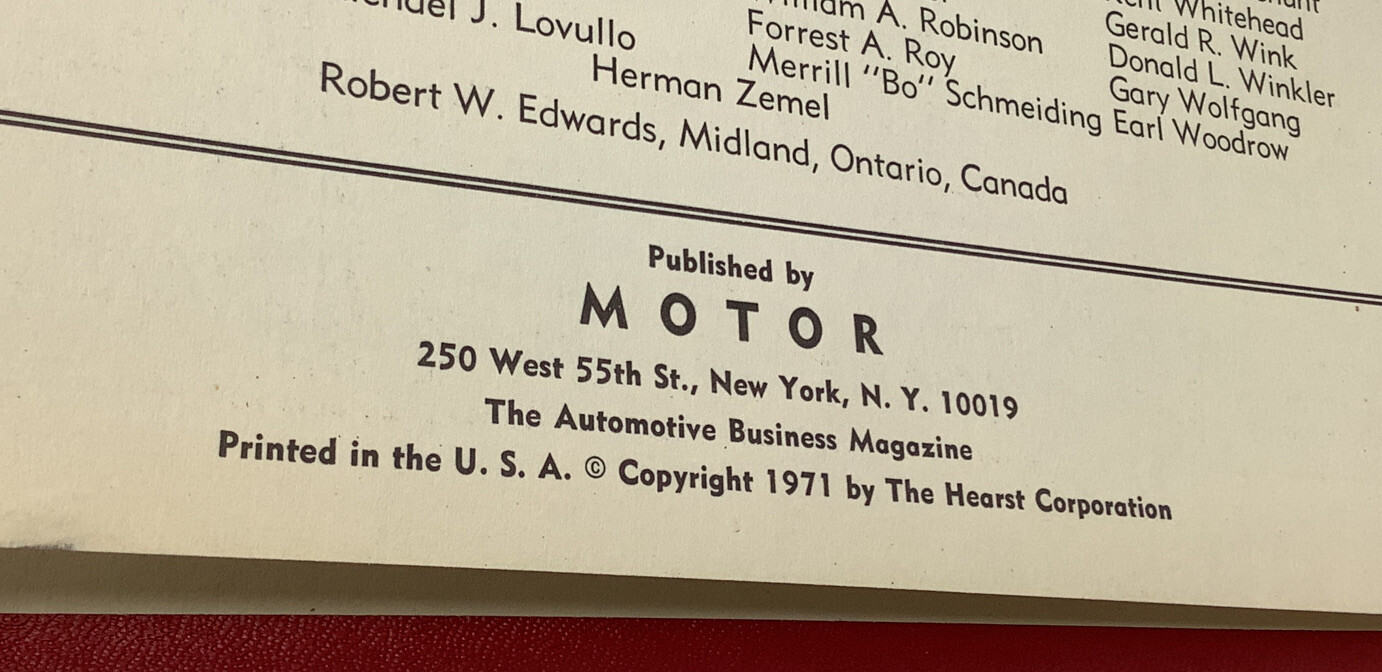 J. Lovullo
A. Robinson
Forrest A. Roy
Merrill "Bo" Schmeiding
Whitehead
Gerald R. Wink
Donald L. Winkler
Gary Wolfgang
Earl Woodrow
Herman Zemel
Robert W. Edwards, Midland, Ontario, Canada
Published by
MOTOR
250 West 55th St., New York, N. Y. 10019
The Automotive Business Magazine
Printed in the U. S. A. © Copyright 1971 by The Hearst Corporation